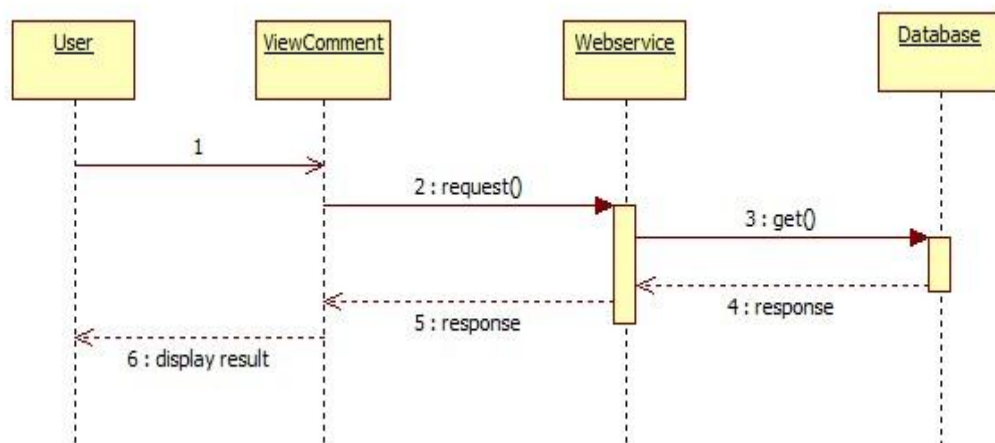 User
ViewComment
Webservice
Database
1
2 : request()
3 : get()
4 : response
5 : response
6 : display result